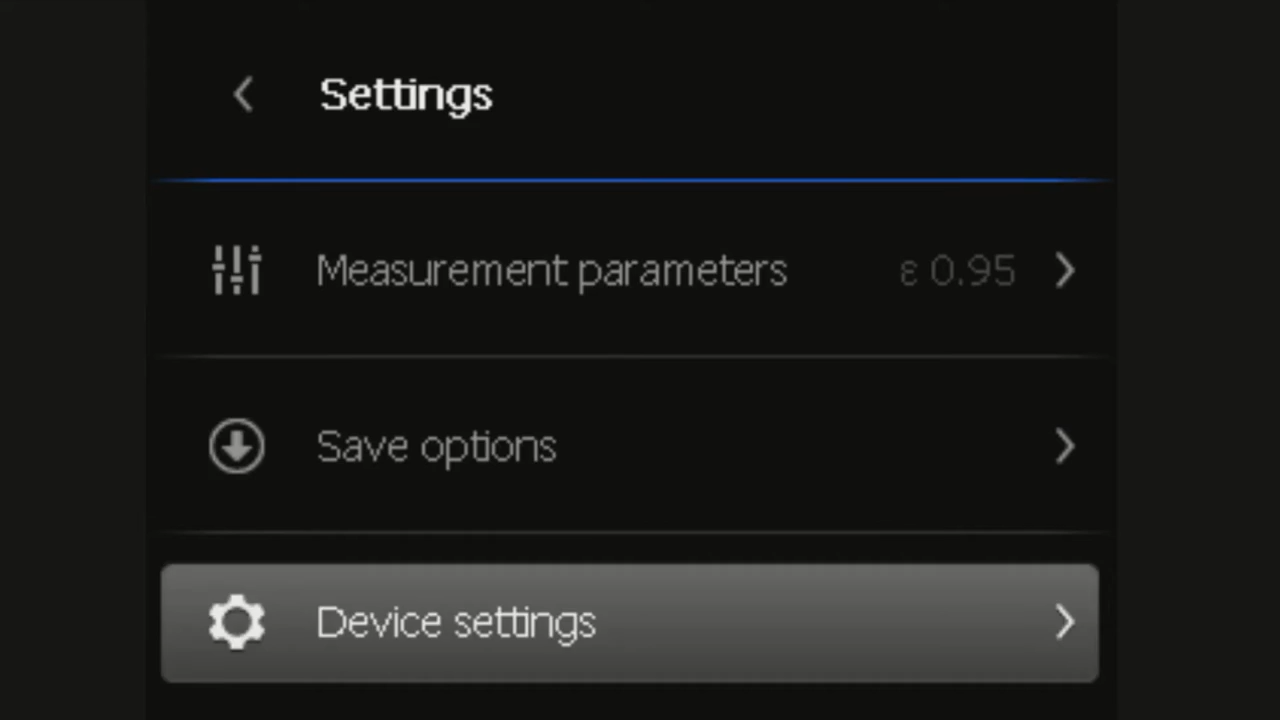 Settings
Measurement parameters ε 0.95
Save options
Device settings